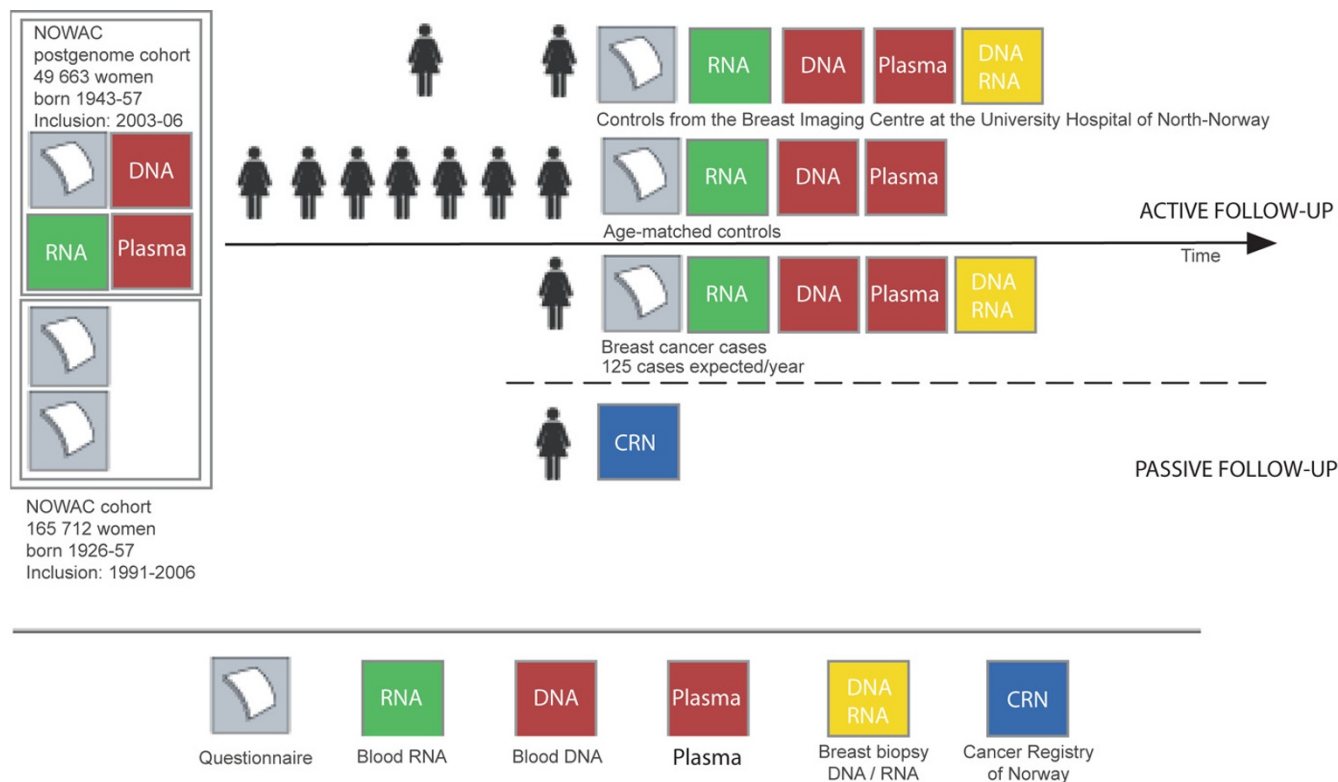 NOWAC
postgenome cohort
49 663 women
born 1943-57
Inclusion: 2003-06
DNA
RNA
Plasma
NOWAC cohort
165 712 women
born 1926-57
Inclusion: 1991-2006
RNA
DNA
Plasma
DNA
RNA
Controls from the Breast Imaging Centre at the University Hospital of North-Norway
RNA
DNA
Plasma
Age-matched controls
ACTIVE FOLLOW-UP
Time
RNA
DNA
Plasma
DNA
RNA
Breast cancer cases
125 cases expected/year
CRN
PASSIVE FOLLOW-UP
Questionnaire
RNA
Blood RNA
DNA
Blood DNA
Plasma
Plasma
DNA
RNA
Breast biopsy
DNA / RNA
CRN
Cancer Registry
of Norway